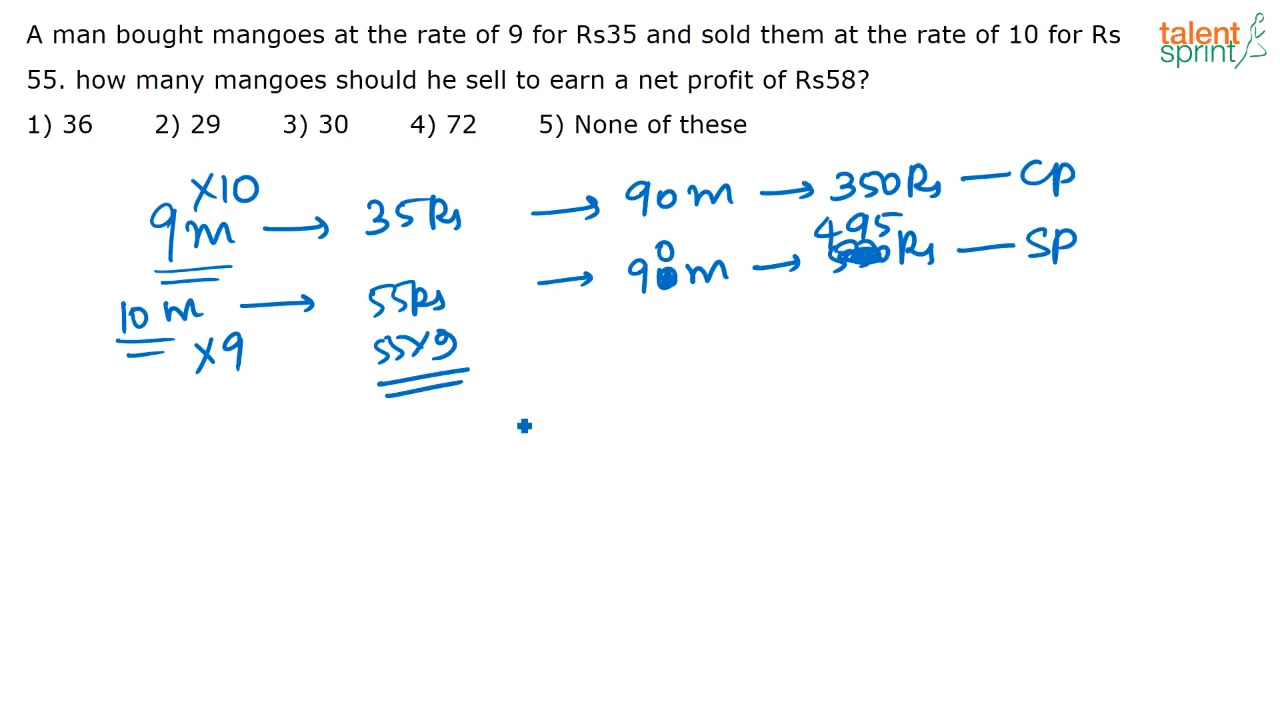 A man bought mangoes at the rate of 9 for Rs35 and sold them at the rate of 10 for Rs
55. how many mangoes should he sell to earn a net profit of Rs58?
1) 36 2) 29 3) 30 4) 72 5) None of these
talent
sprint
x10
9m → 35Rs → 90m → 350Rs — CP
10m → 55Rs → 90m → 495Rs — SP
x9 55x9